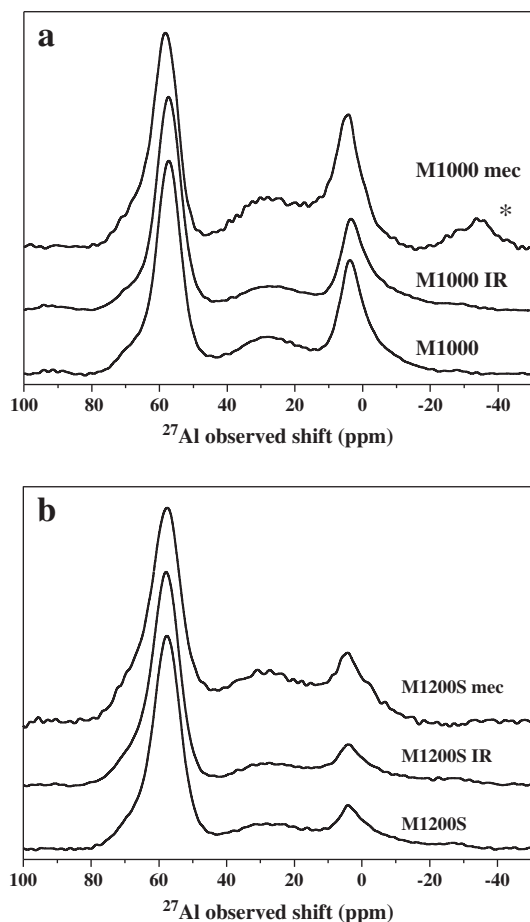 a
M1000 mec
*
M1000 IR
M1000
100 80 60 40 20 0 -20 -40
27Al observed shift (ppm)
b
M1200S mec
M1200S IR
M1200S
100 80 60 40 20 0 -20 -40
27Al observed shift (ppm)